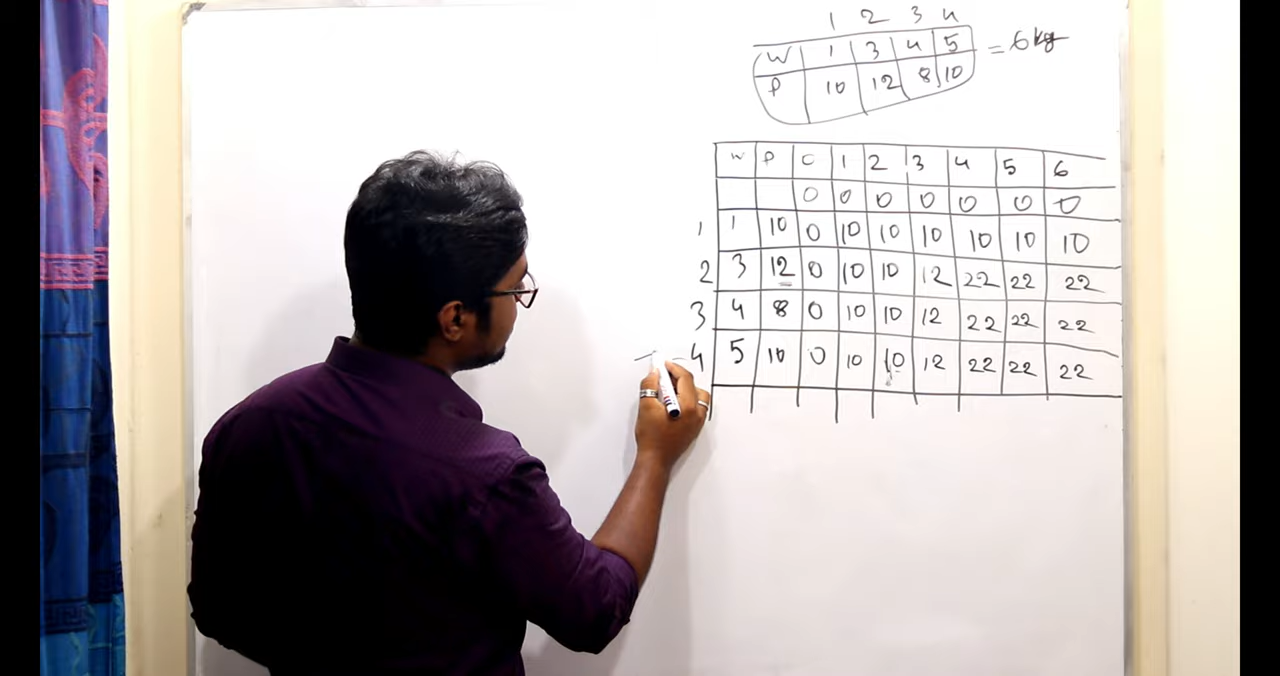 1 2 3 4
W 1 3 4 5 = 6 kg
P 10 12 8 10
W P 0 1 2 3 4 5 6
0 0 0 0 0 0 0
1 1 10 0 10 10 10 10 10 10
2 3 12 0 10 10 12 22 22 22
3 4 8 0 10 10 12 22 22 22
4 5 10 0 10 10 12 22 22 22